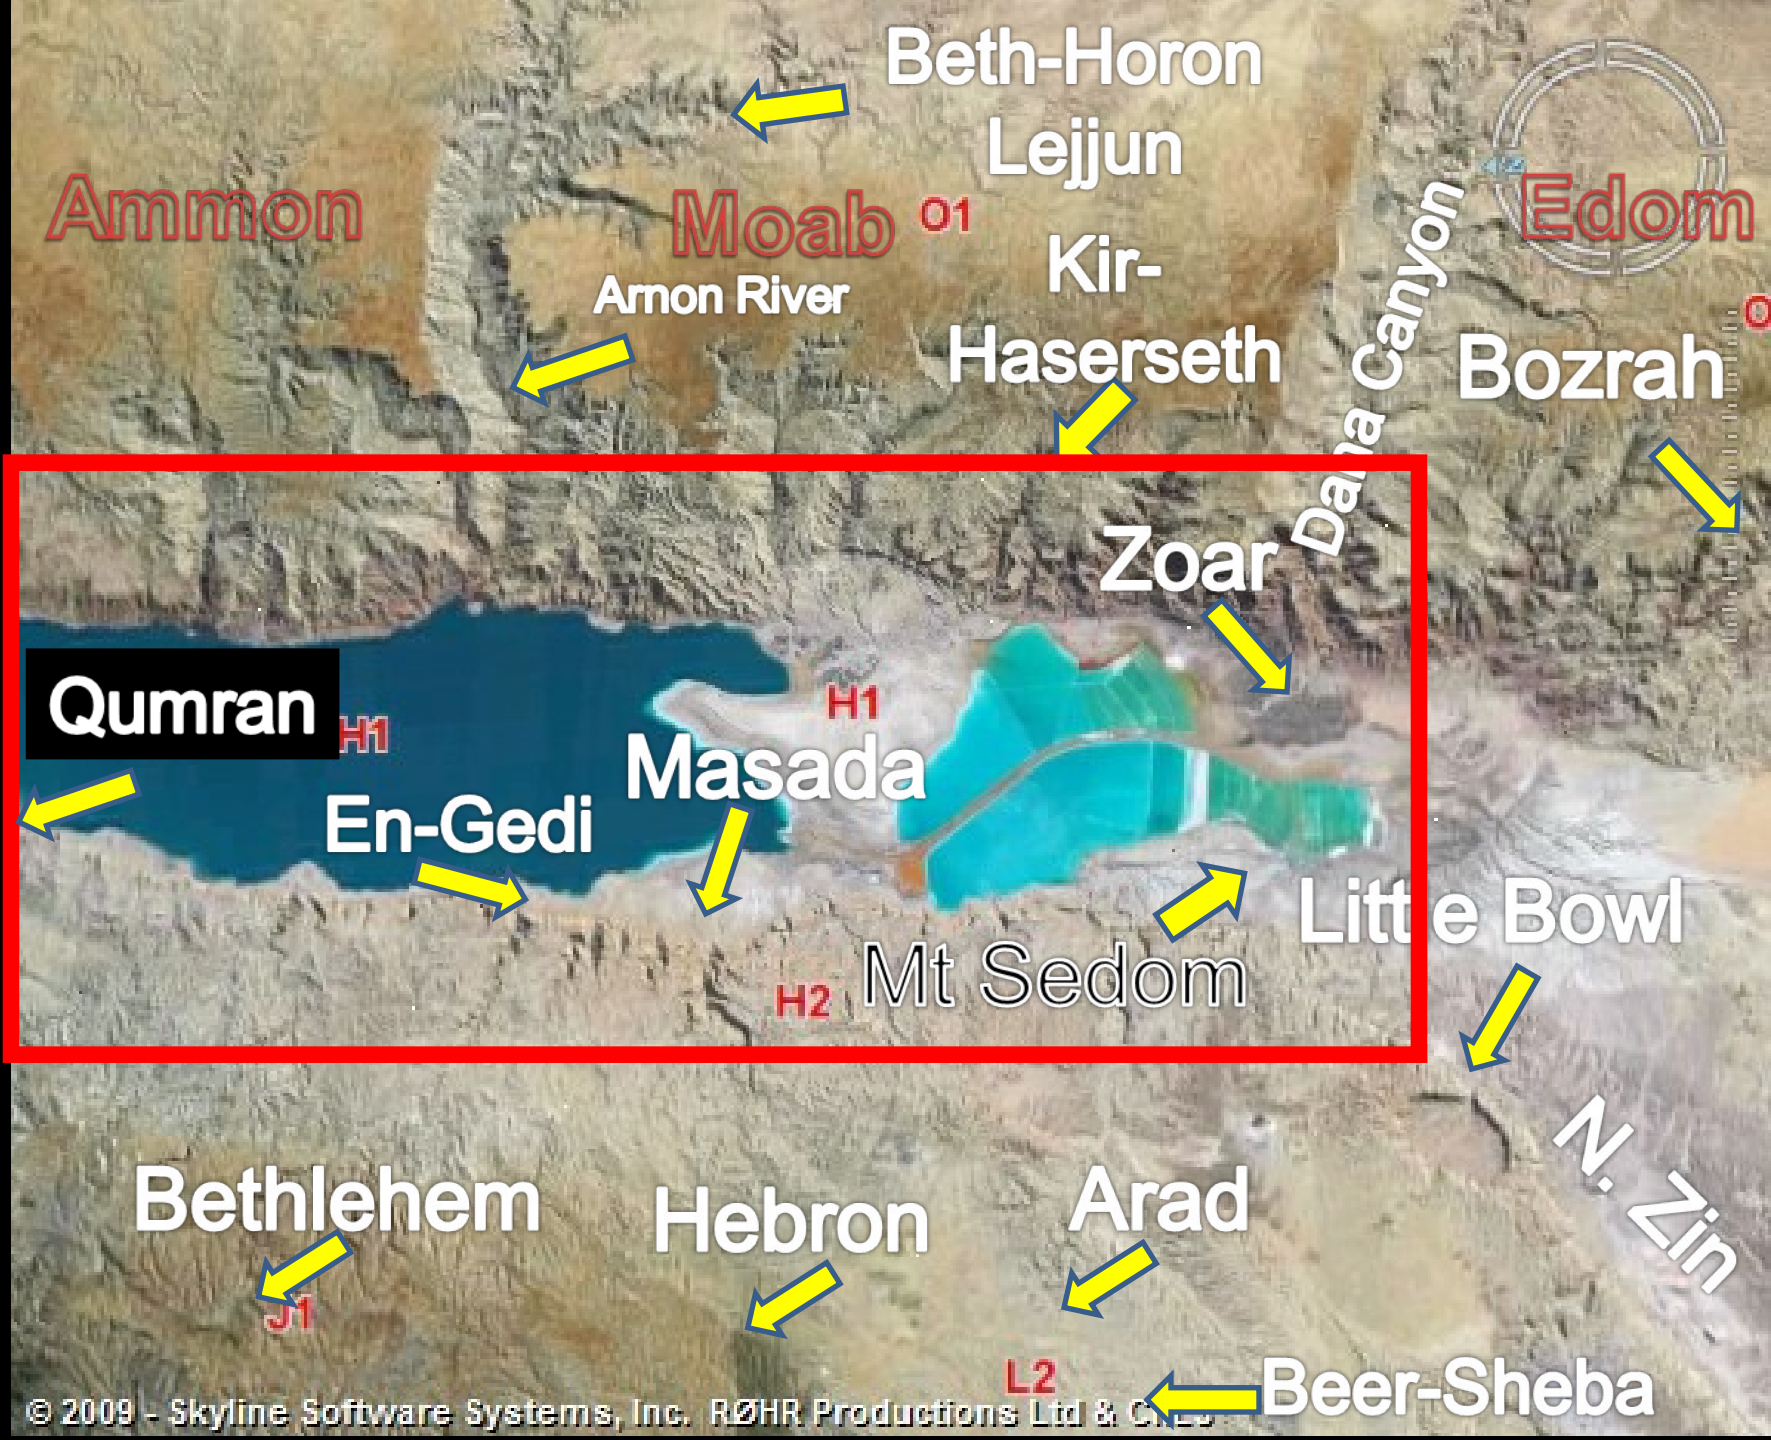 Beth-Horon
Lejjun
Ammon
Moab
O1
Edom
Arnon River
Kir-
Haserseth
Dana Canyon
Bozrah
Zoar
Qumran
H1
H1
Masada
En-Gedi
Mt Sedom
H2
Little Bowl
N. Zin
Bethlehem
Hebron
Arad
J1
L2
Beer-Sheba
© 2009 - Skyline Software Systems, Inc. RØHR Productions Ltd &